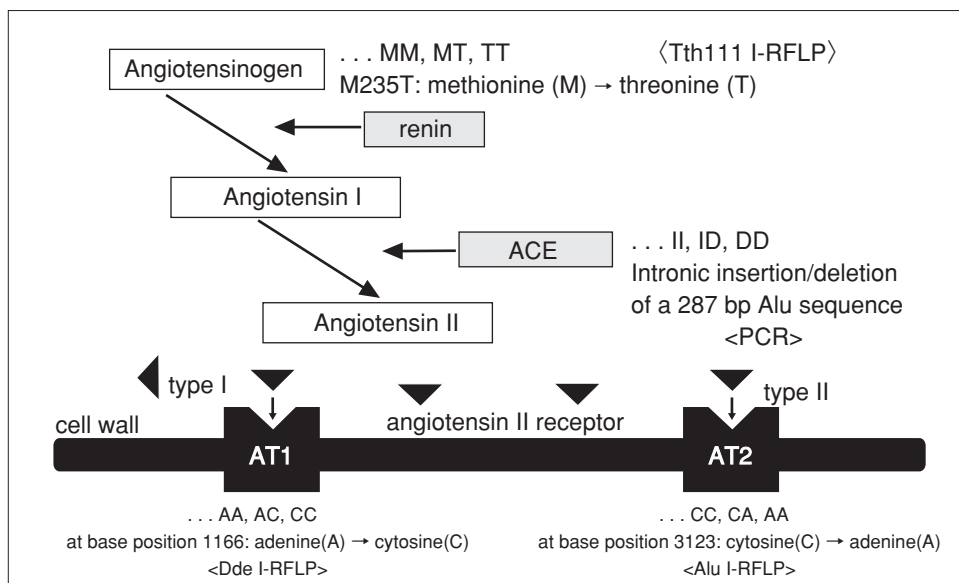 Angiotensinogen
. . . MM, MT, TT 〈Tth111 I-RFLP〉
M235T: methionine (M) → threonine (T)
renin
Angiotensin I
ACE
. . . II, ID, DD
Intronic insertion/deletion
of a 287 bp Alu sequence
<PCR>
Angiotensin II
type I
type II
cell wall
angiotensin II receptor
AT1
AT2
. . . AA, AC, CC
at base position 1166: adenine(A) → cytosine(C)
<Dde I-RFLP>
. . . CC, CA, AA
at base position 3123: cytosine(C) → adenine(A)
<Alu I-RFLP>